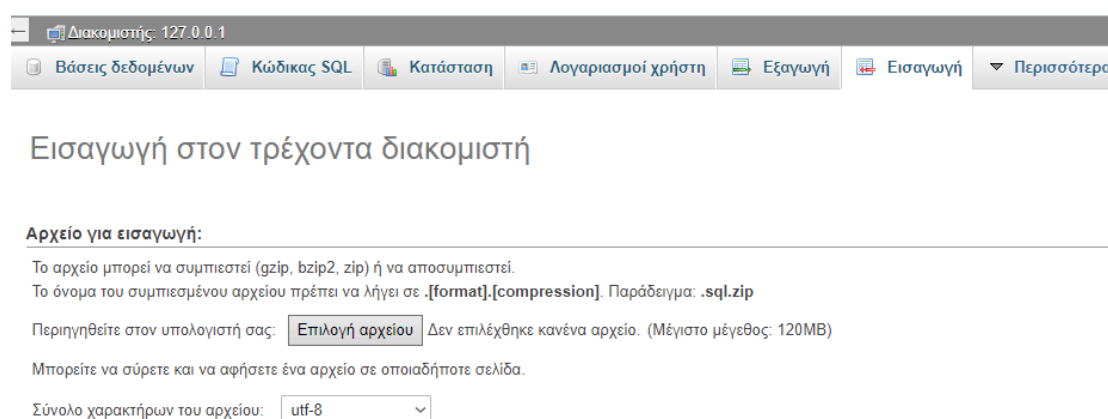 Διακομιστής: 127.0.0.1
Βάσεις δεδομένων Κώδικας SQL Κατάσταση Λογαριασμοί χρήστη Εξαγωγή Εισαγωγή Περισσότερα
Εισαγωγή στον τρέχοντα διακομιστή
Αρχείο για εισαγωγή:
Το αρχείο μπορεί να συμπιεστεί (gzip, bzip2, zip) ή να αποσυμπιεστεί.
Το όνομα του συμπιεσμένου αρχείου πρέπει να λήγει σε .[format].[compression]. Παράδειγμα: .sql.zip
Περιηγηθείτε στον υπολογιστή σας: Επιλογή αρχείου Δεν επιλέχθηκε κανένα αρχείο. (Μέγιστο μέγεθος: 120MB)
Μπορείτε να σύρετε και να αφήσετε ένα αρχείο σε οποιαδήποτε σελίδα.
Σύνολο χαρακτήρων του αρχείου: utf-8